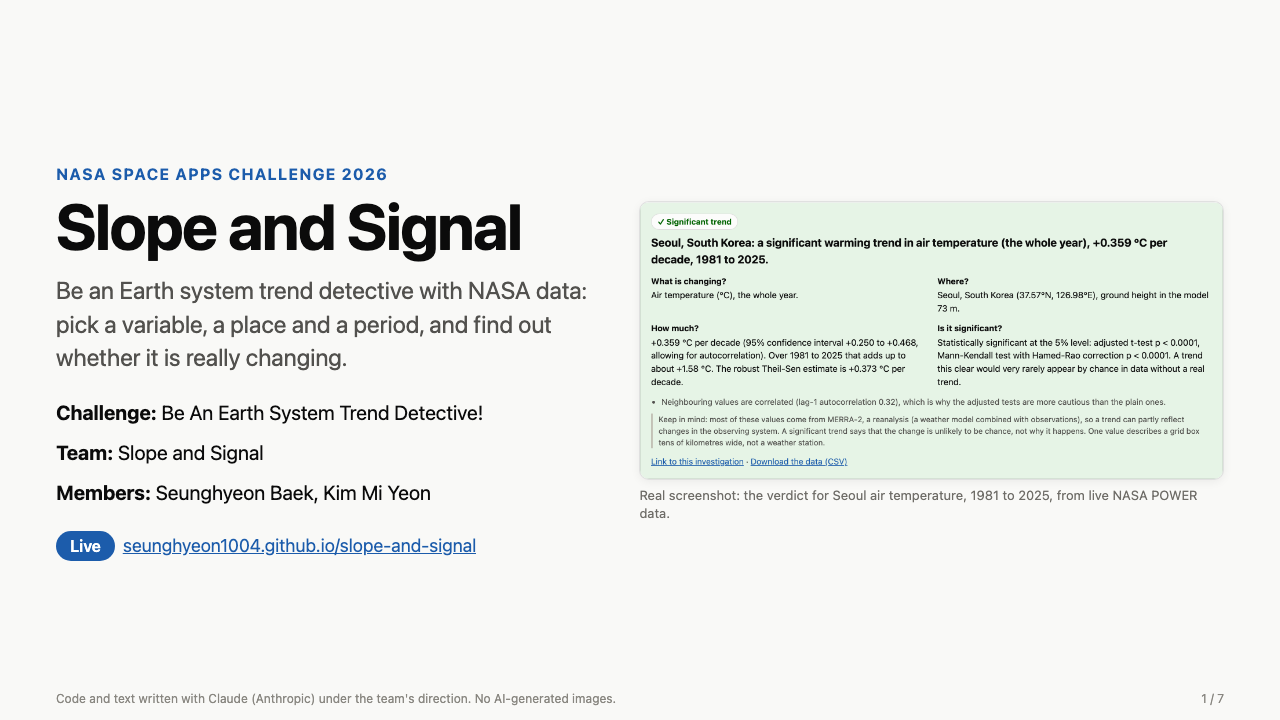 NASA SPACE APPS CHALLENGE 2026
Slope and Signal
Be an Earth system trend detective with NASA data:
pick a variable, a place and a period, and find out
whether it is really changing.
Challenge: Be An Earth System Trend Detective!
Team: Slope and Signal
Members: Seunghyeon Baek, Kim Mi Yeon
Live seunghyeon1004.github.io/slope-and-signal
✓ Significant trend
Seoul, South Korea: a significant warming trend in air temperature (the whole year), +0.359 °C per
decade, 1981 to 2025.
What is changing?
Air temperature (°C), the whole year.
Where?
Seoul, South Korea (37.57°N, 126.98°E), ground height in the model
73 m.
How much?
+0.359 °C per decade (95% confidence interval +0.250 to +0.468,
allowing for autocorrelation). Over 1981 to 2025 that adds up to
about +1.58 °C. The robust Theil-Sen estimate is +0.373 °C per
decade.
Is it significant?
Statistically significant at the 5% level: adjusted t-test p < 0.0001,
Mann-Kendall test with Hamed-Rao correction p < 0.0001. A trend
this clear would very rarely appear by chance in data without a real
trend.
• Neighbouring values are correlated (lag-1 autocorrelation 0.32), which is why the adjusted tests are more cautious than the plain ones.
Keep in mind: most of these values come from MERRA-2, a reanalysis (a weather model combined with observations), so a trend can partly reflect
changes in the observing system. A significant trend says that the change is unlikely to be chance, not why it happens. One value describes a grid box
tens of kilometres wide, not a weather station.
Link to this investigation · Download the data (CSV)
Real screenshot: the verdict for Seoul air temperature, 1981 to 2025, from live NASA POWER
data.
Code and text written with Claude (Anthropic) under the team's direction. No AI-generated images.
1 / 7